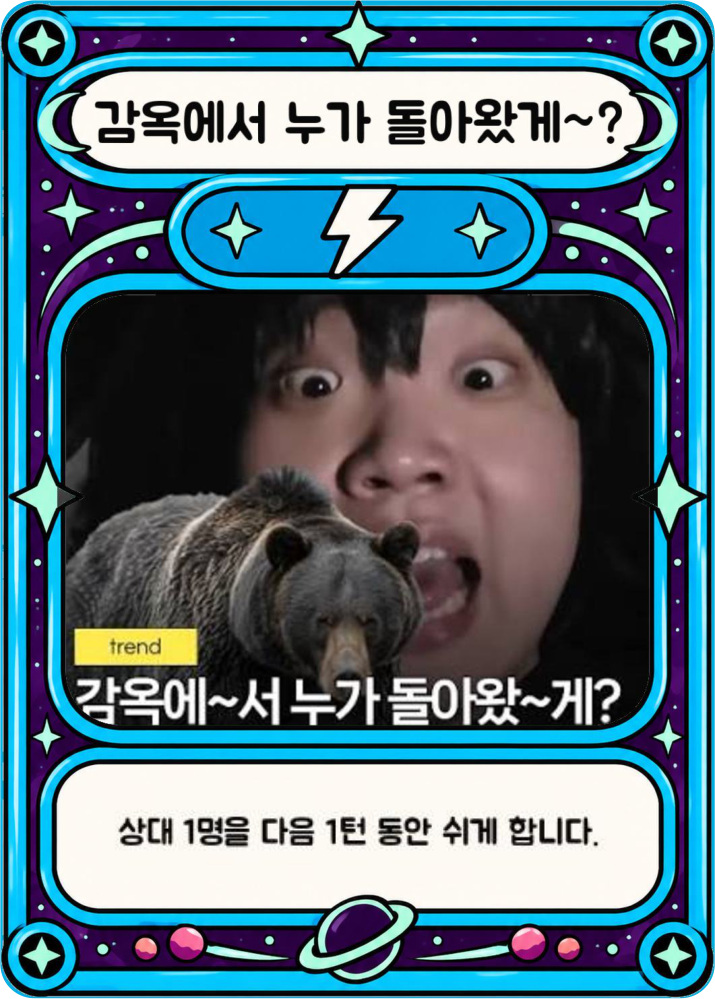 감옥에서 누가 돌아왔게~?
trend
감옥에~서 누가 돌아왔~게?
상대 1명을 다음 1턴 동안 쉬게 합니다.